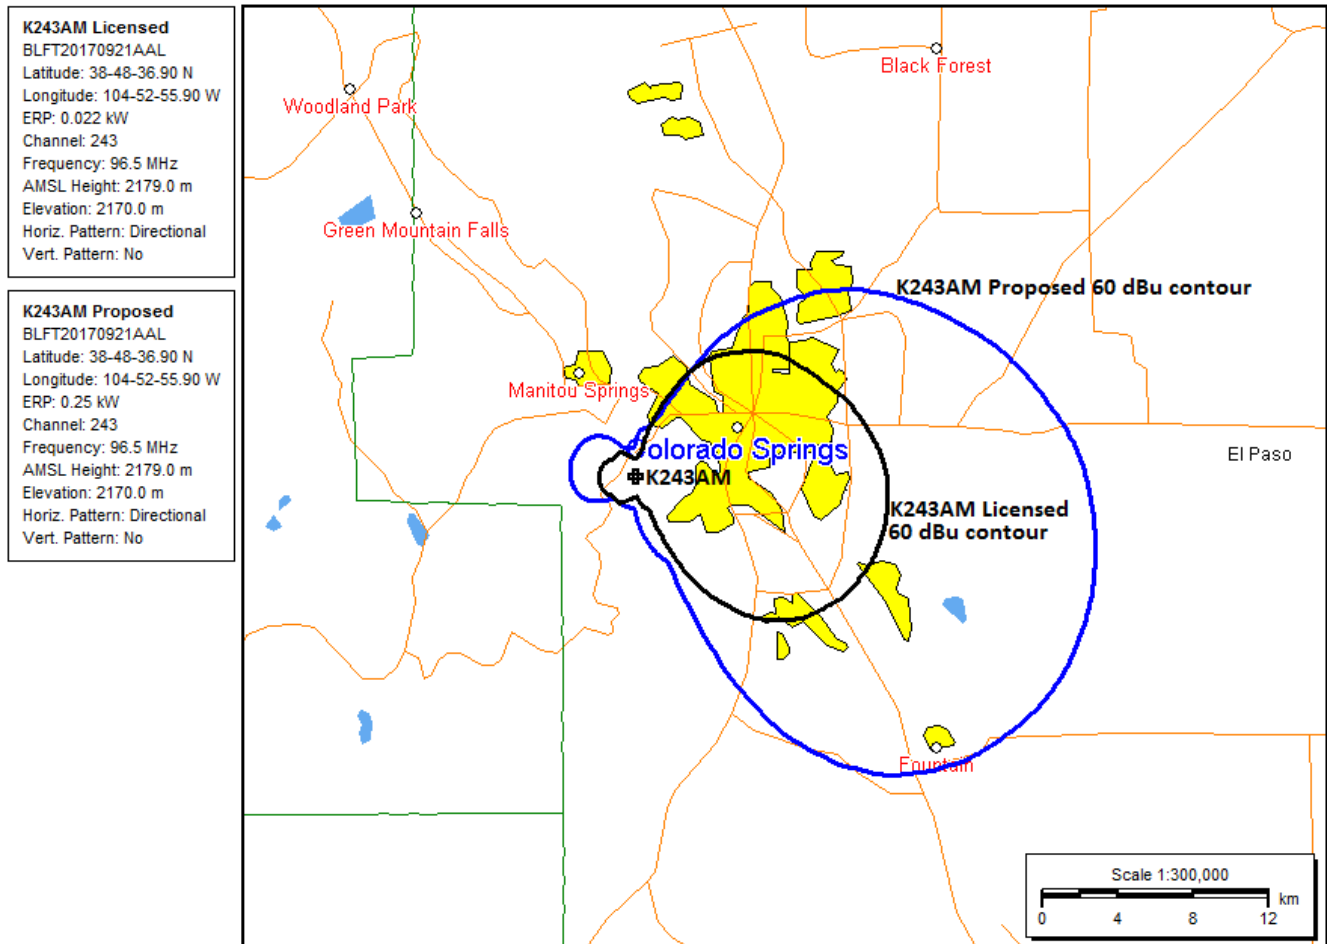 K243AM Licensed
BLFT20170921AAL
Latitude: 38-48-36.90 N
Longitude: 104-52-55.90 W
ERP: 0.022 kW
Channel: 243
Frequency: 96.5 MHz
AMSL Height: 2179.0 m
Elevation: 2170.0 m
Horiz. Pattern: Directional
Vert. Pattern: No
K243AM Proposed
BLFT20170921AAL
Latitude: 38-48-36.90 N
Longitude: 104-52-55.90 W
ERP: 0.25 kW
Channel: 243
Frequency: 96.5 MHz
AMSL Height: 2179.0 m
Elevation: 2170.0 m
Horiz. Pattern: Directional
Vert. Pattern: No
Black Forest
Woodland Park
Green Mountain Falls
K243AM Proposed 60 dBu contour
Manitou Springs
olorado Springs
El Paso
K243AM
K243AM Licensed
60 dBu contour
Fountain
Scale 1:300,000
km
0 4 8 12